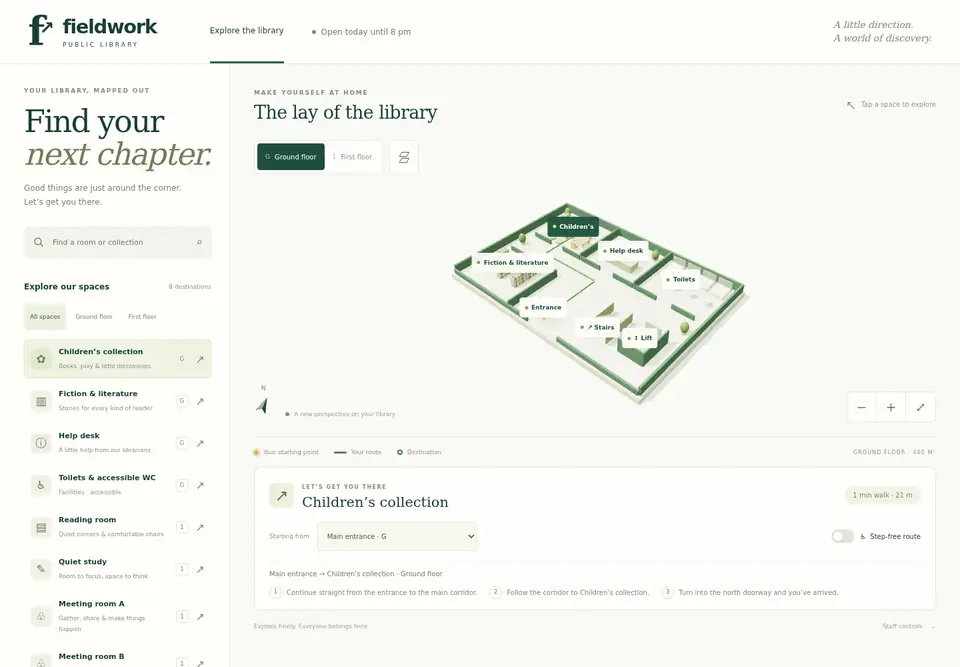 fieldwork
PUBLIC LIBRARY
Explore the library
Open today until 8 pm
A little direction.
A world of discovery.
YOUR LIBRARY, MAPPED OUT
Find your
next chapter.
Good things are just around the corner.
Let's get you there.
Find a room or collection
Explore our spaces
8 destinations
All spaces
Ground floor
First floor
Children's collection
Books, play & little discoveries
G
Fiction & literature
Stories for every kind of reader
G
Help desk
A little help from our librarians
G
Toilets & accessible WC
Facilities · accessible
G
Reading room
Quiet corners & comfortable chairs
1
Quiet study
Room to focus, space to think
1
Meeting room A
Gather, share & make things
happen
1
Meeting room B
1
MAKE YOURSELF AT HOME
The lay of the library
Tap a space to explore
G Ground floor
1 First floor
Children's
Help desk
Fiction & literature
Toilets
Entrance
↗ Stairs
↕ Lift
N
A new perspective on your library
Your starting point
Your route
Destination
GROUND FLOOR · 460 M²
LET'S GET YOU THERE
Children's collection
1 min walk · 21 m
Starting from
Main entrance · G
Step-free route
Main entrance → Children's collection · Ground floor
1 Continue straight from the entrance to the main corridor.
2 Follow the corridor to Children's collection.
3 Turn into the north doorway and you've arrived.
Explore freely. Everyone belongs here.
Staff controls